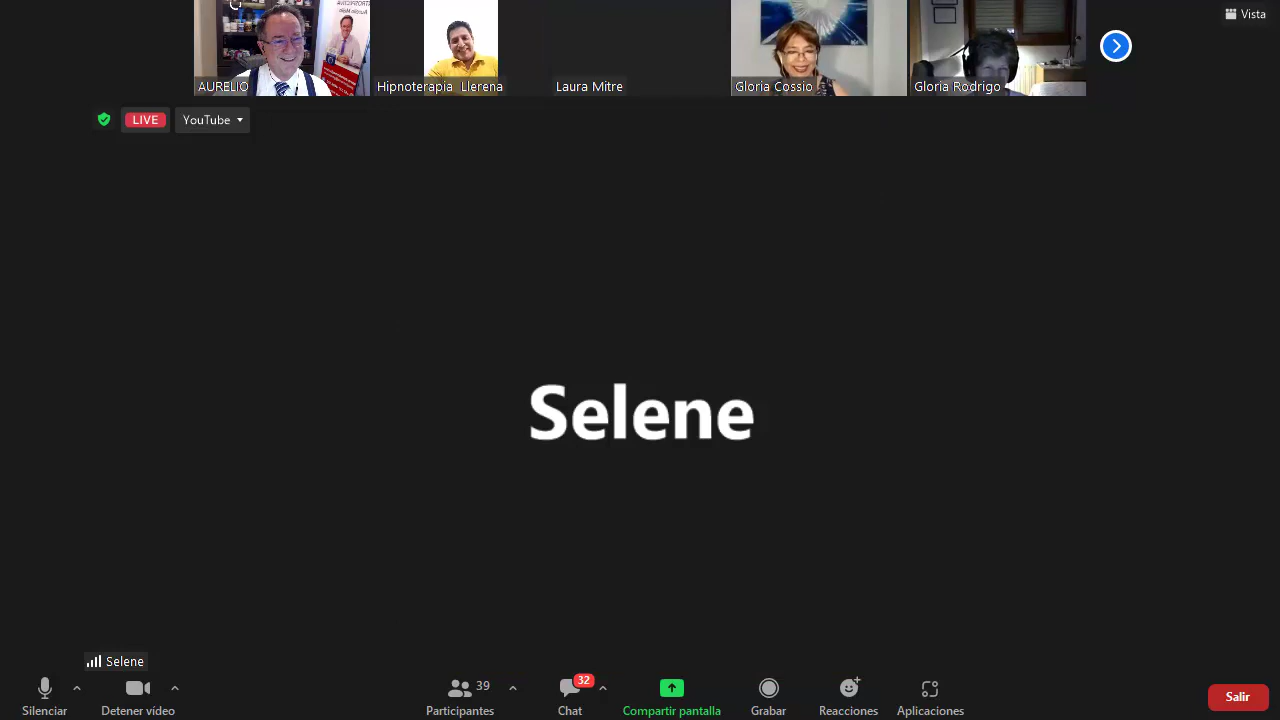 Vista
AURELIO
Hipnoterapia Llerena
Laura Mitre
Gloria Cossio
Gloria Rodrigo
LIVE
YouTube
Selene
Selene
39
32
Silenciar
Detener vídeo
Participantes
Chat
Compartir pantalla
Grabar
Reacciones
Aplicaciones
Salir